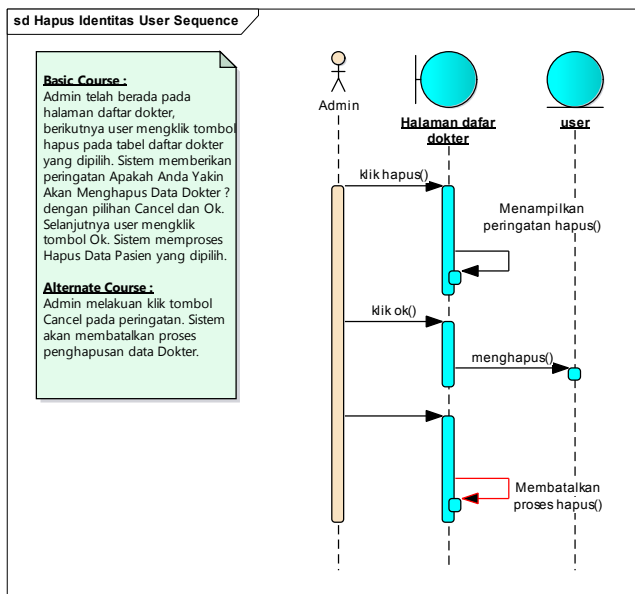 sd Hapus Identitas User Sequence
Basic Course :
Admin telah berada pada
halaman daftar dokter,
berikutnya user mengklik tombol
hapus pada tabel daftar dokter
yang dipilih. Sistem memberikan
peringatan Apakah Anda Yakin
Akan Menghapus Data Dokter ?
dengan pilihan Cancel dan Ok.
Selanjutnya user mengklik
tombol Ok. Sistem memproses
Hapus Data Pasien yang dipilih.
Alternate Course :
Admin melakuan klik tombol
Cancel pada peringatan. Sistem
akan membatalkan proses
penghapusan data Dokter.
Admin
Halaman dafar
dokter
user
klik hapus()
Menampilkan
peringatan hapus()
klik ok()
menghapus()
Membatalkan
proses hapus()